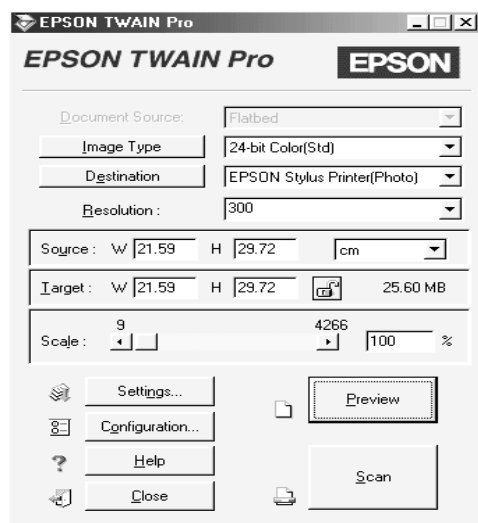 EPSON TWAIN Pro
EPSON TWAIN Pro EPSON
Document Source: Flatbed
Image Type 24-bit Color(Std)
Destination EPSON Stylus Printer(Photo)
Resolution : 300
Source : W 21.59 H 29.72 cm
Target : W 21.59 H 29.72 25.60 MB
9 4266
Scale : 100 %
Settings...
Preview
Configuration...
Help
Scan
Close